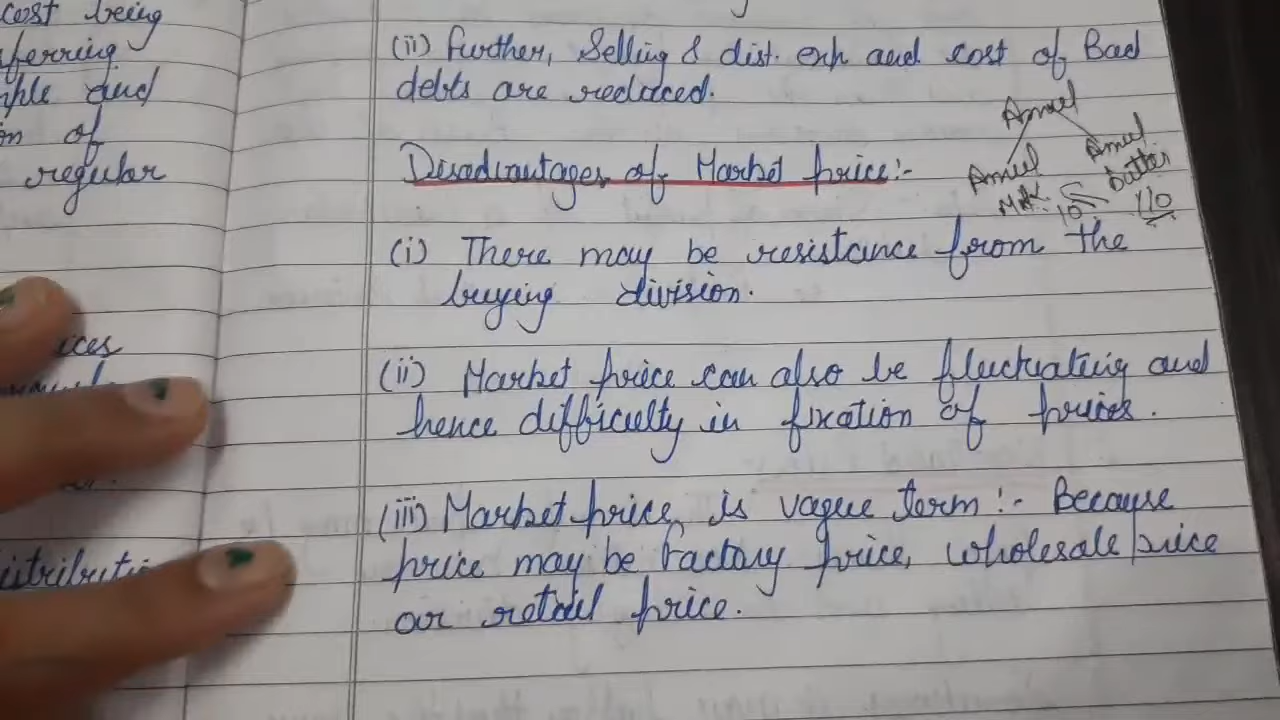 cost being
ferring
mple and
on of
regular
ices
(ii) Further, Selling & dist. exp and cost of Bad
debts are reduced.
Amul
Amul
Amul
Butter
110
Disadvantages of Market price:-
(i) There may be resistance from the
buying division.
(ii) Market price can also be fluctuating and
hence difficulty in fixation of prices.
(iii) Market price, is vague term:- Because
price may be Factory price, wholesale price
or retail price.